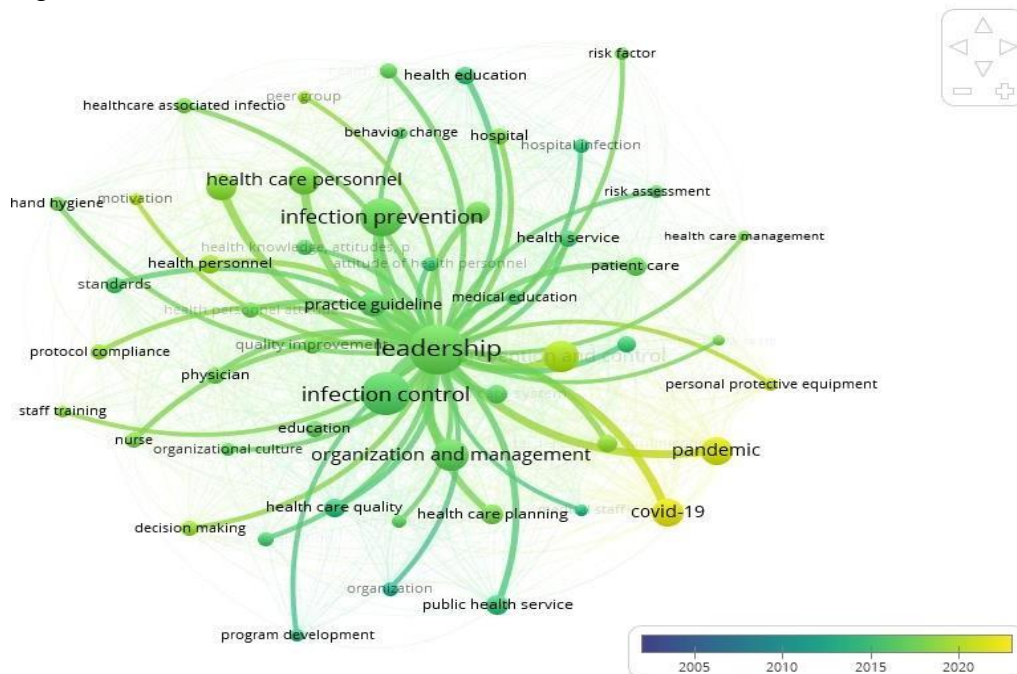 risk factor
health education
peer group
healthcare associated infectio
behavior change
hospital
hospital infection
health care personnel
risk assessment
hand hygiene
motivation
infection prevention
health service
health care management
health knowledge, attitudes, p
health personnel
attitude of health personnel
patient care
standards
practice guideline
medical education
health personnel attitude
quality improvement
leadership
prevention and control
protocol compliance
physician
personal protective equipment
infection control
staff training
education
nurse
organizational culture
organization and management
pandemic
health care quality
health care planning
staff
covid-19
decision making
organization
public health service
program development
2005
2010
2015
2020